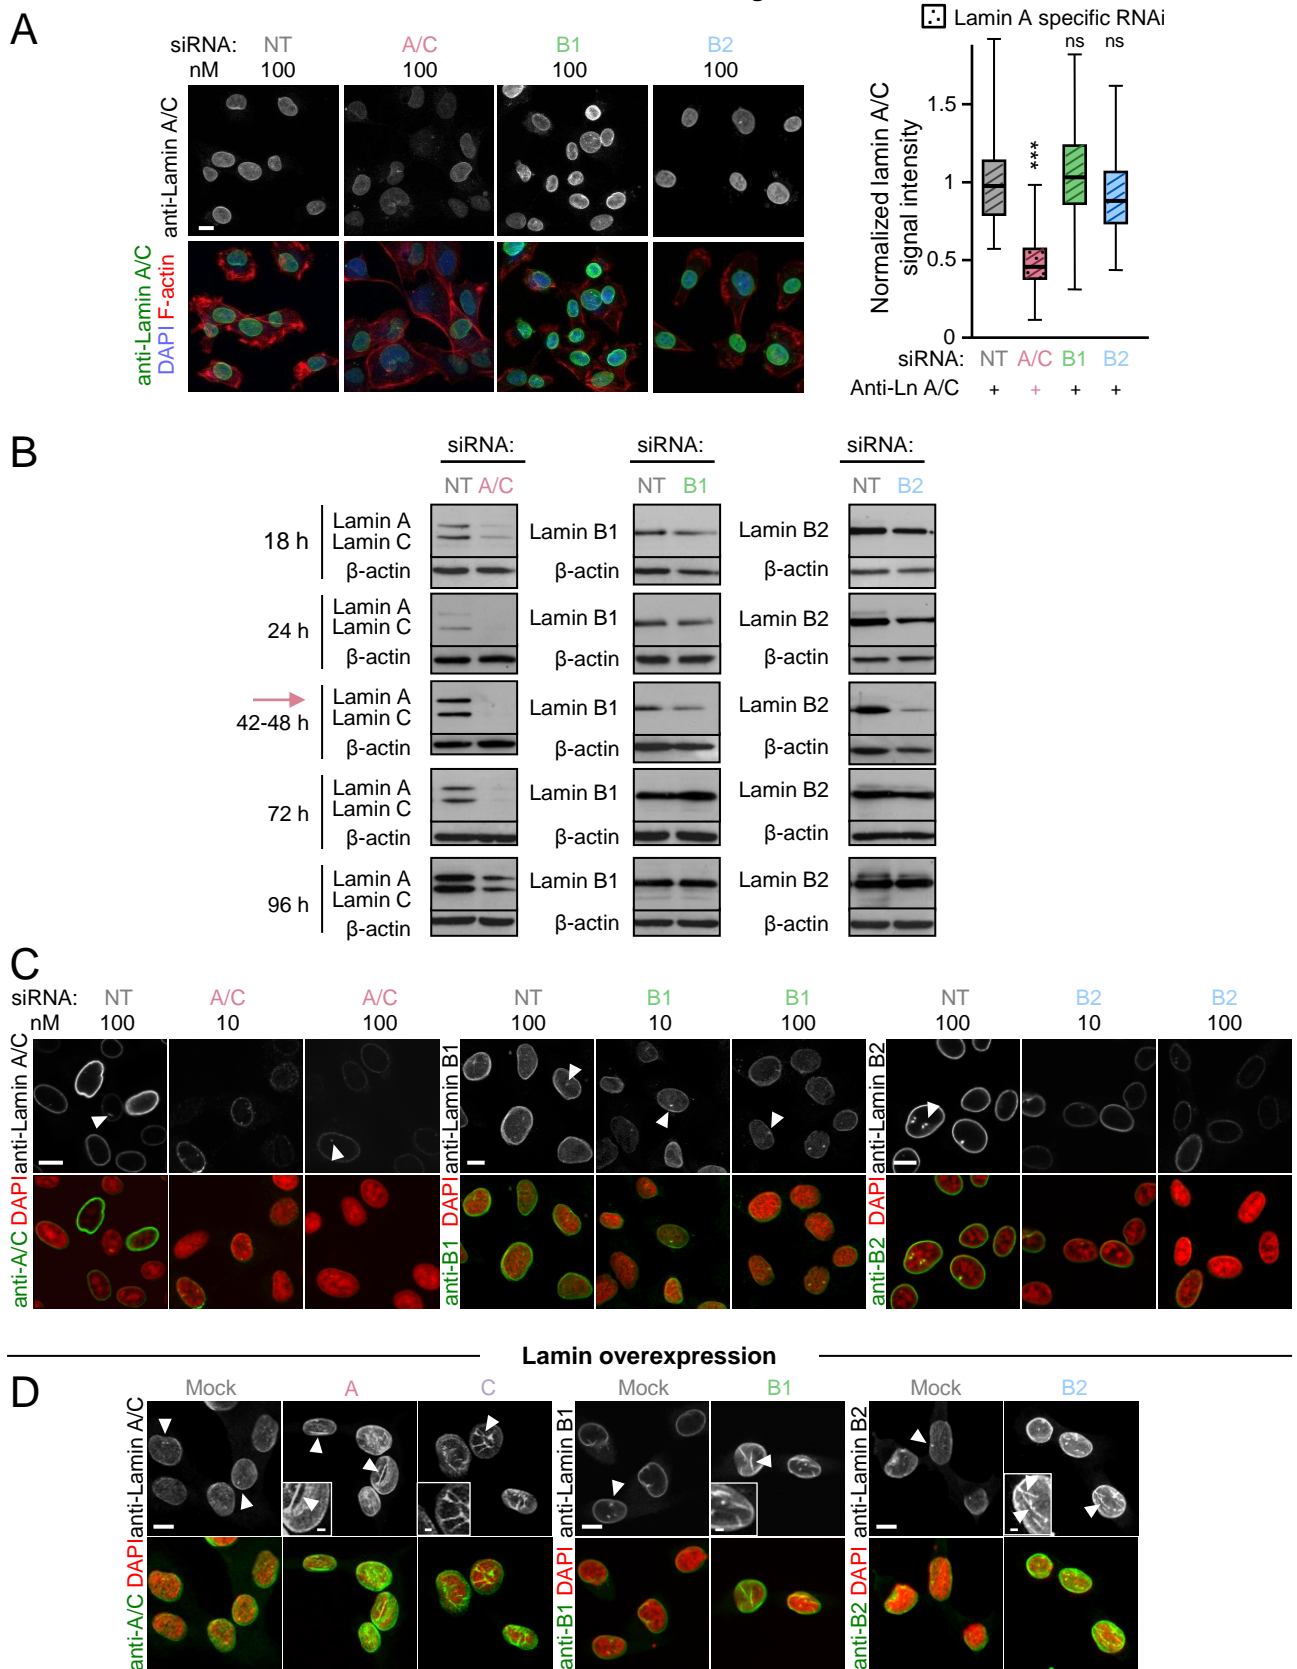 A
siRNA: NT A/C B1 B2
nM 100 100 100 100
anti-Lamin A/C
anti-Lamin A/C
DAPI F-actin
Lamin A specific RNAi
ns ns
***
1.5
1
0.5
0
Normalized lamin A/C
signal intensity
siRNA: NT A/C B1 B2
Anti-Ln A/C + + + +
B
siRNA: siRNA: siRNA:
NT A/C NT B1 NT B2
18 h
Lamin A
Lamin C
β-actin
Lamin B1
β-actin
Lamin B2
β-actin
24 h
Lamin A
Lamin C
β-actin
Lamin B1
β-actin
Lamin B2
β-actin
42-48 h
Lamin A
Lamin C
β-actin
Lamin B1
β-actin
Lamin B2
β-actin
72 h
Lamin A
Lamin C
β-actin
Lamin B1
β-actin
Lamin B2
β-actin
96 h
Lamin A
Lamin C
β-actin
Lamin B1
β-actin
Lamin B2
β-actin
C
siRNA: NT A/C A/C NT B1 B1 NT B2 B2
nM 100 10 100 100 10 100 100 10 100
anti-Lamin A/C
anti-A/C DAPI
anti-Lamin B1
anti-B1 DAPI
anti-Lamin B2
anti-B2 DAPI
Lamin overexpression
D
Mock A C Mock B1 Mock B2
anti-Lamin A/C
anti-A/C DAPI
anti-Lamin B1
anti-B1 DAPI
anti-Lamin B2
anti-B2 DAPI